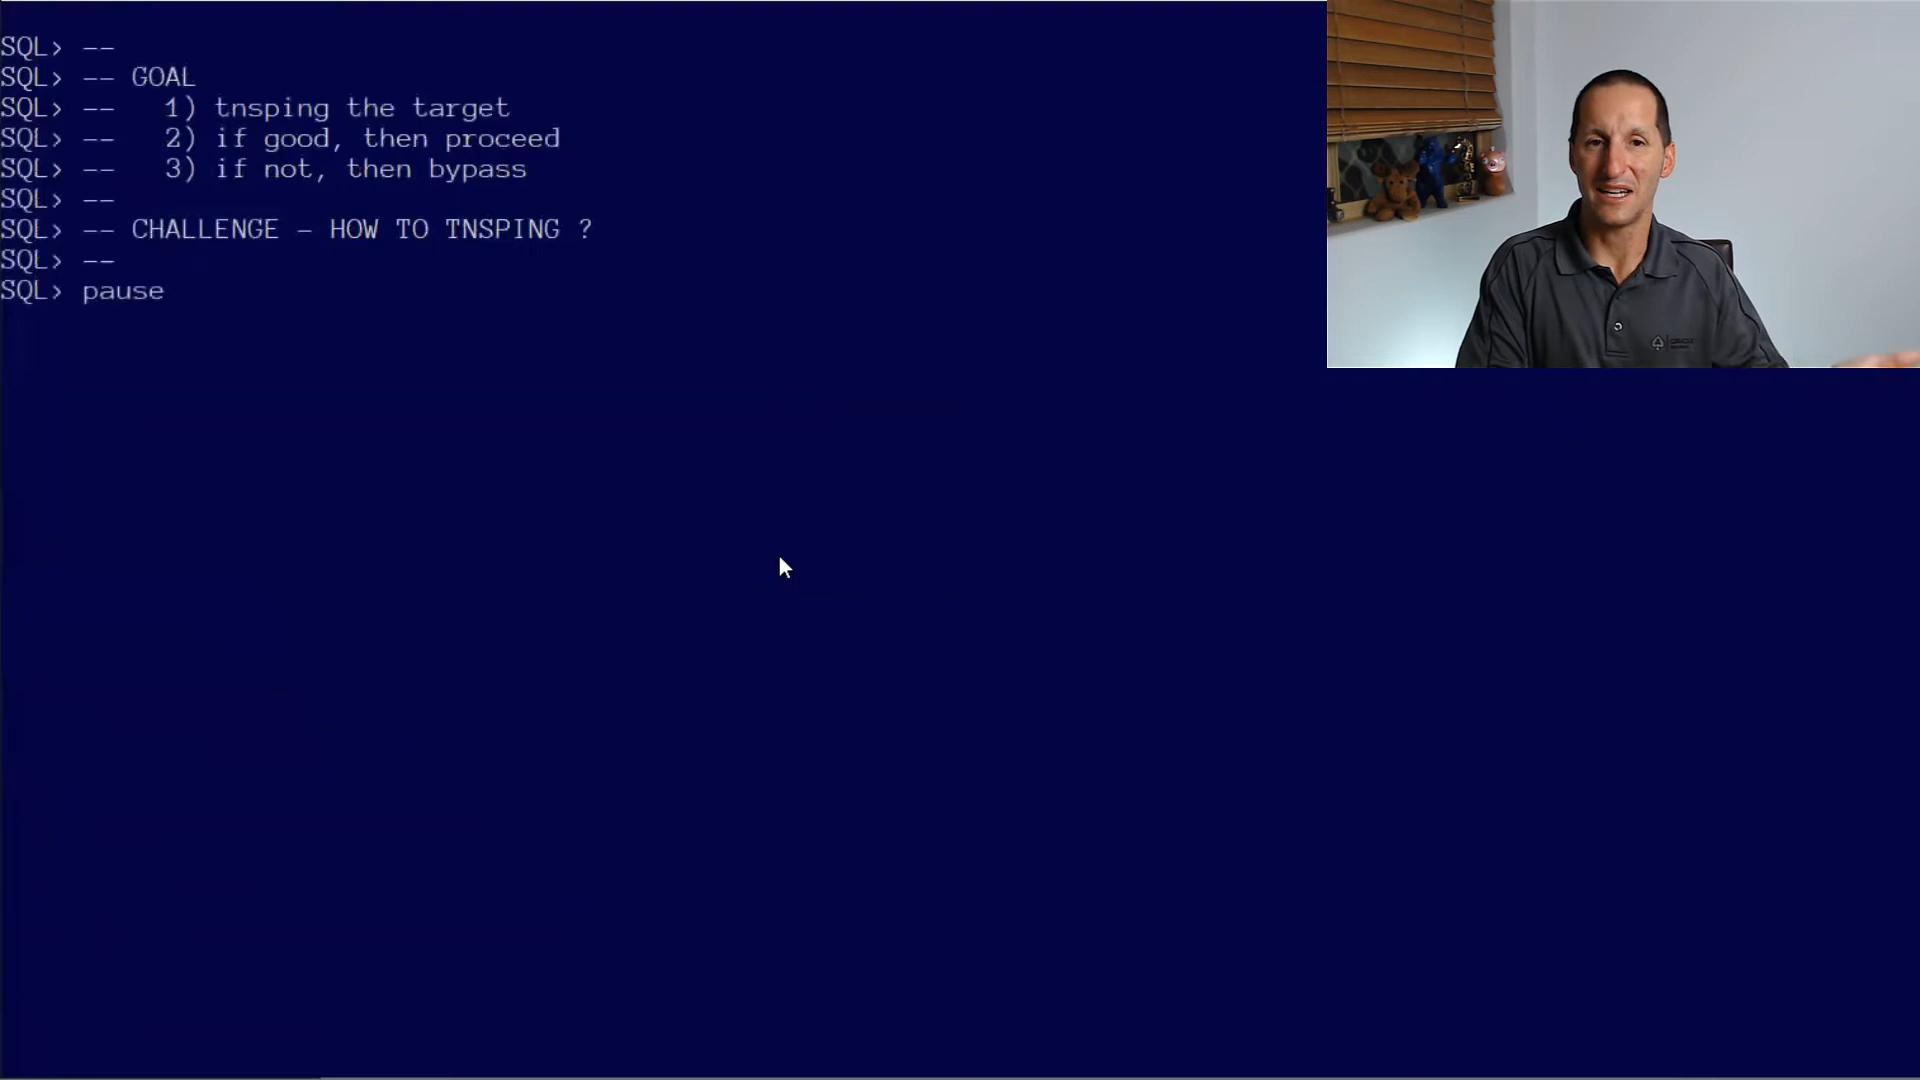 SQL> --
SQL> -- GOAL
SQL> --   1) tnsping the target
SQL> --   2) if good, then proceed
SQL> --   3) if not, then bypass
SQL> --
SQL> -- CHALLENGE - HOW TO TNSPING ?
SQL> --
SQL> pause